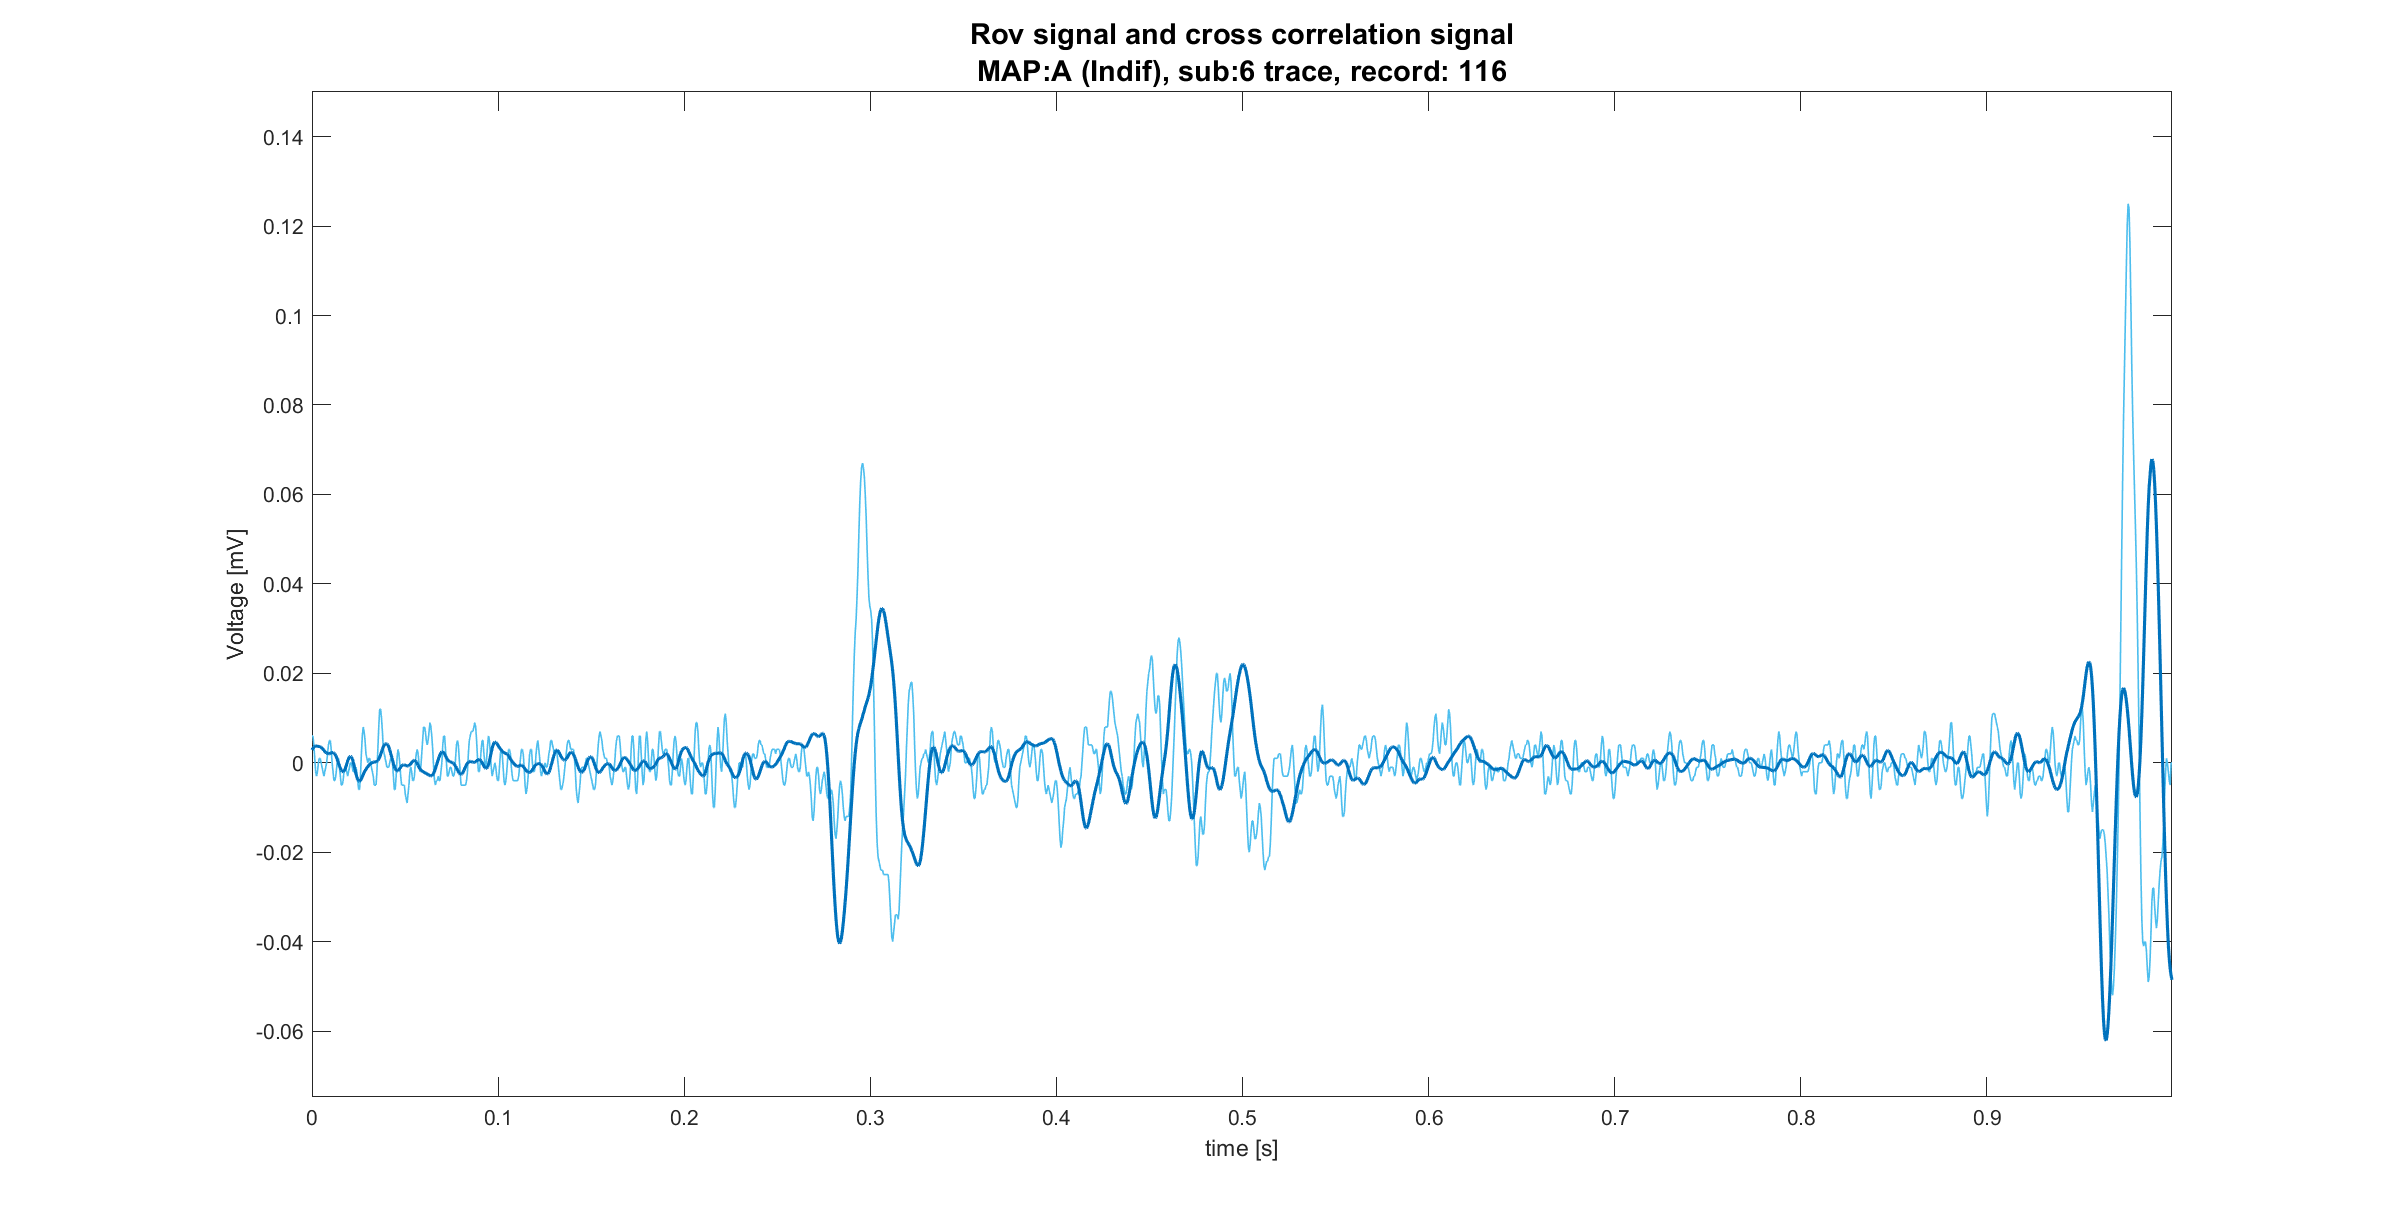 Rov signal and cross correlation signal
MAP:A (Indif), sub:6 trace, record: 116
0.14
0.12
0.1
0.08
0.06
0.04
0.02
0
-0.02
-0.04
-0.06
Voltage [mV]
0 0.1 0.2 0.3 0.4 0.5 0.6 0.7 0.8 0.9
time [s]